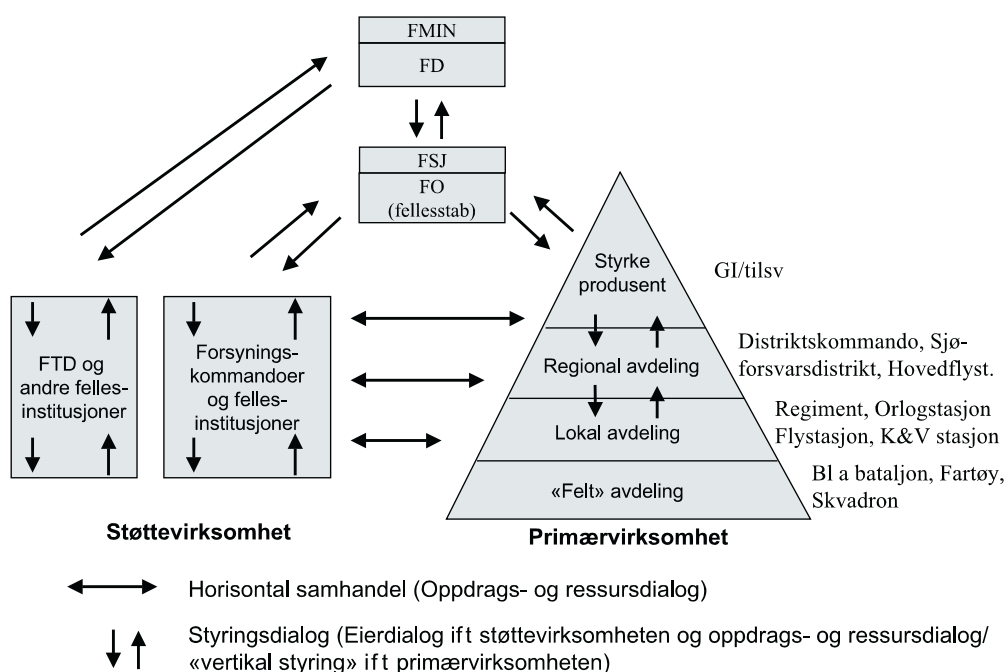 FMIN
FD
FSJ
FO
(fellesstab)
Styrke
produsent
GI/tilsv
FTD og
andre felles-
institusjoner
Forsynings-
kommandoer
og felles-
institusjoner
Regional avdeling
Distriktskommando, Sjø-
forsvarsdistrikt, Hovedflyst.
Lokal avdeling
Regiment, Orlogstasjon
Flystasjon, K&V stasjon
«Felt» avdeling
Bl a bataljon, Fartøy,
Skvadron
Støttevirksomhet
Primærvirksomhet
Horisontal samhandel (Oppdrags- og ressursdialog)
Styringsdialog (Eierdialog ift støttevirksomheten og oppdrags- og ressursdialog/
«vertikal styring» ift primærvirksomheten)